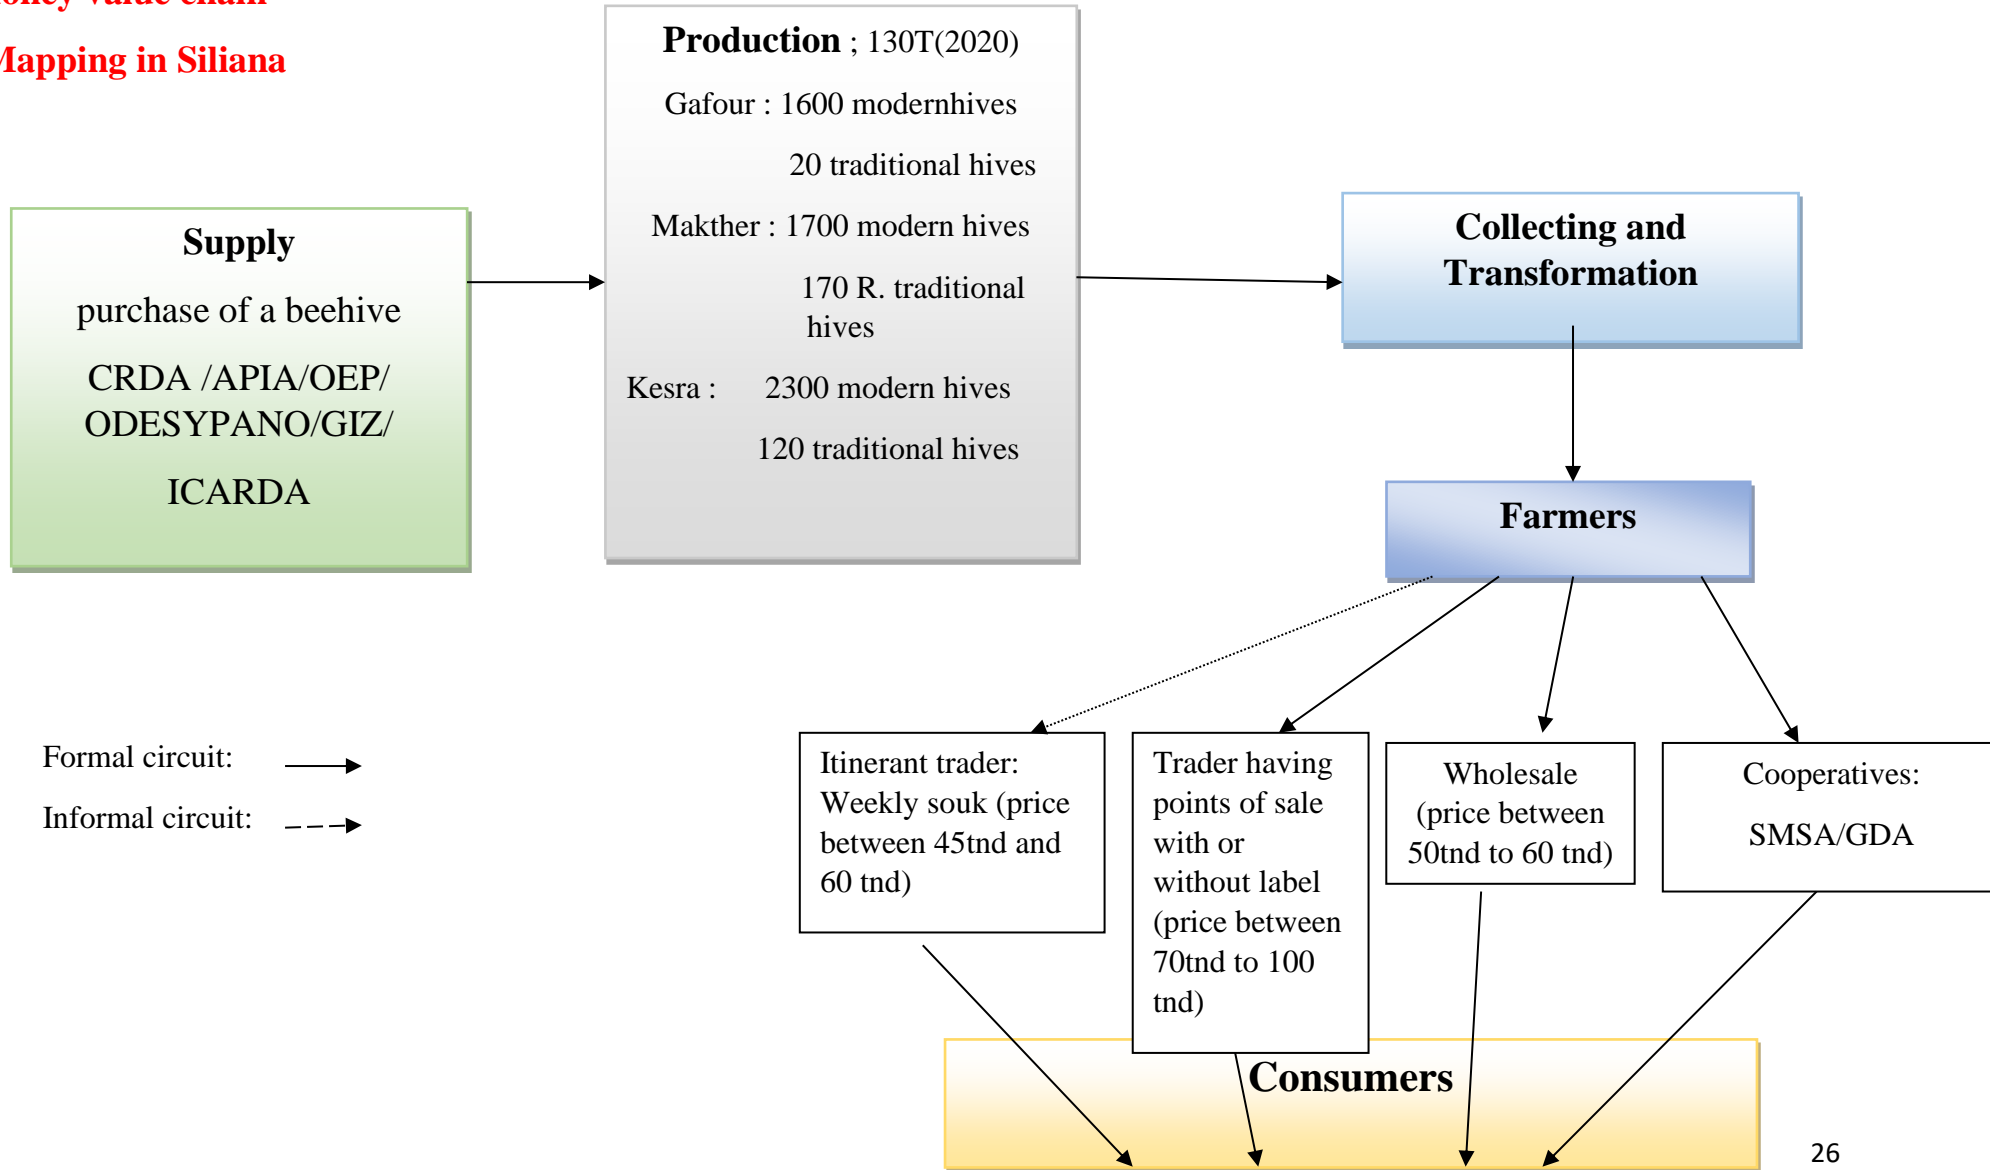 honey value chain
Mapping in Siliana
Production ; 130T(2020)
Gafour : 1600 modernhives
20 traditional hives
Makther : 1700 modern hives
170 R. traditional
hives
Kesra : 2300 modern hives
120 traditional hives
Supply
purchase of a beehive
CRDA /APIA/OEP/
ODESYPANO/GIZ/
ICARDA
Collecting and
Transformation
Farmers
Formal circuit:
Informal circuit:
Itinerant trader:
Weekly souk (price
between 45tnd and
60 tnd)
Trader having
points of sale
with or
without label
(price between
70tnd to 100
tnd)
Wholesale
(price between
50tnd to 60 tnd)
Cooperatives:
SMSA/GDA
Consumers
26